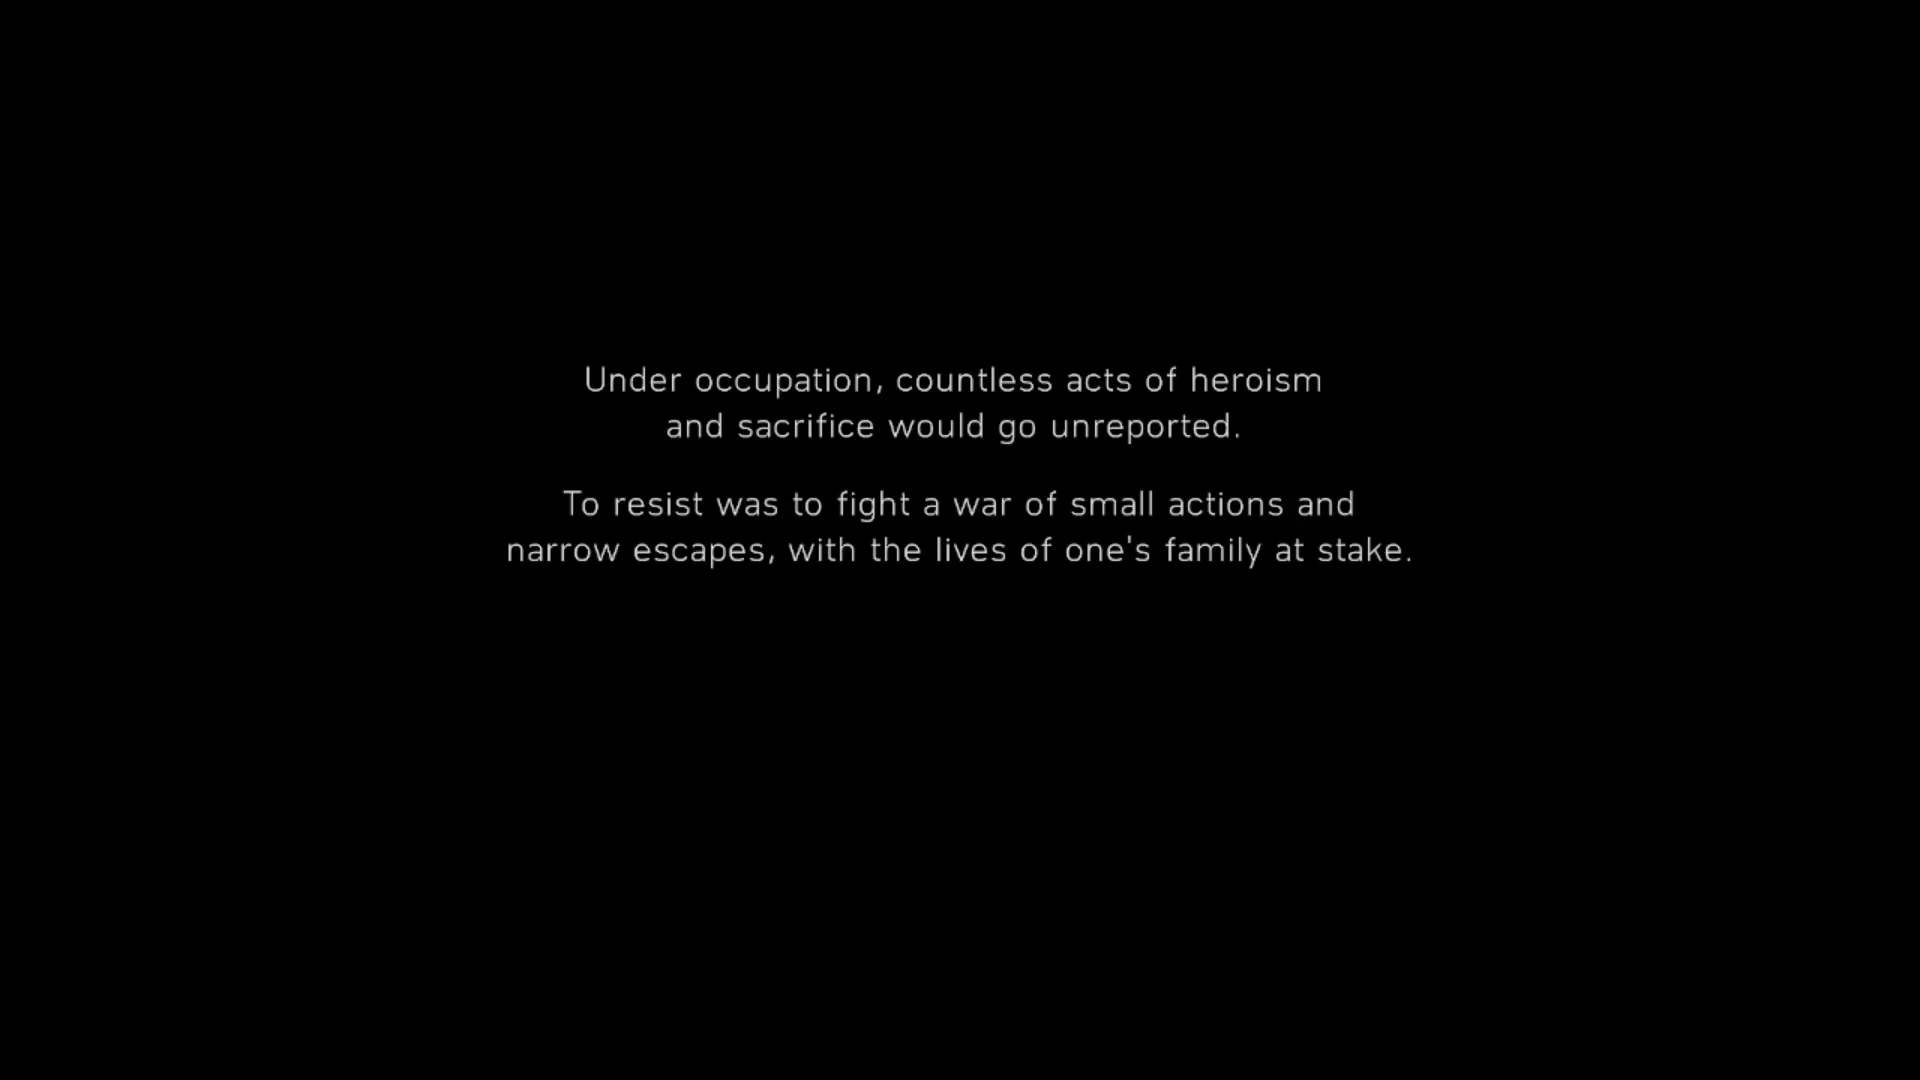 Under occupation, countless acts of heroism
and sacrifice would go unreported.
To resist was to fight a war of small actions and
narrow escapes, with the lives of one's family at stake.